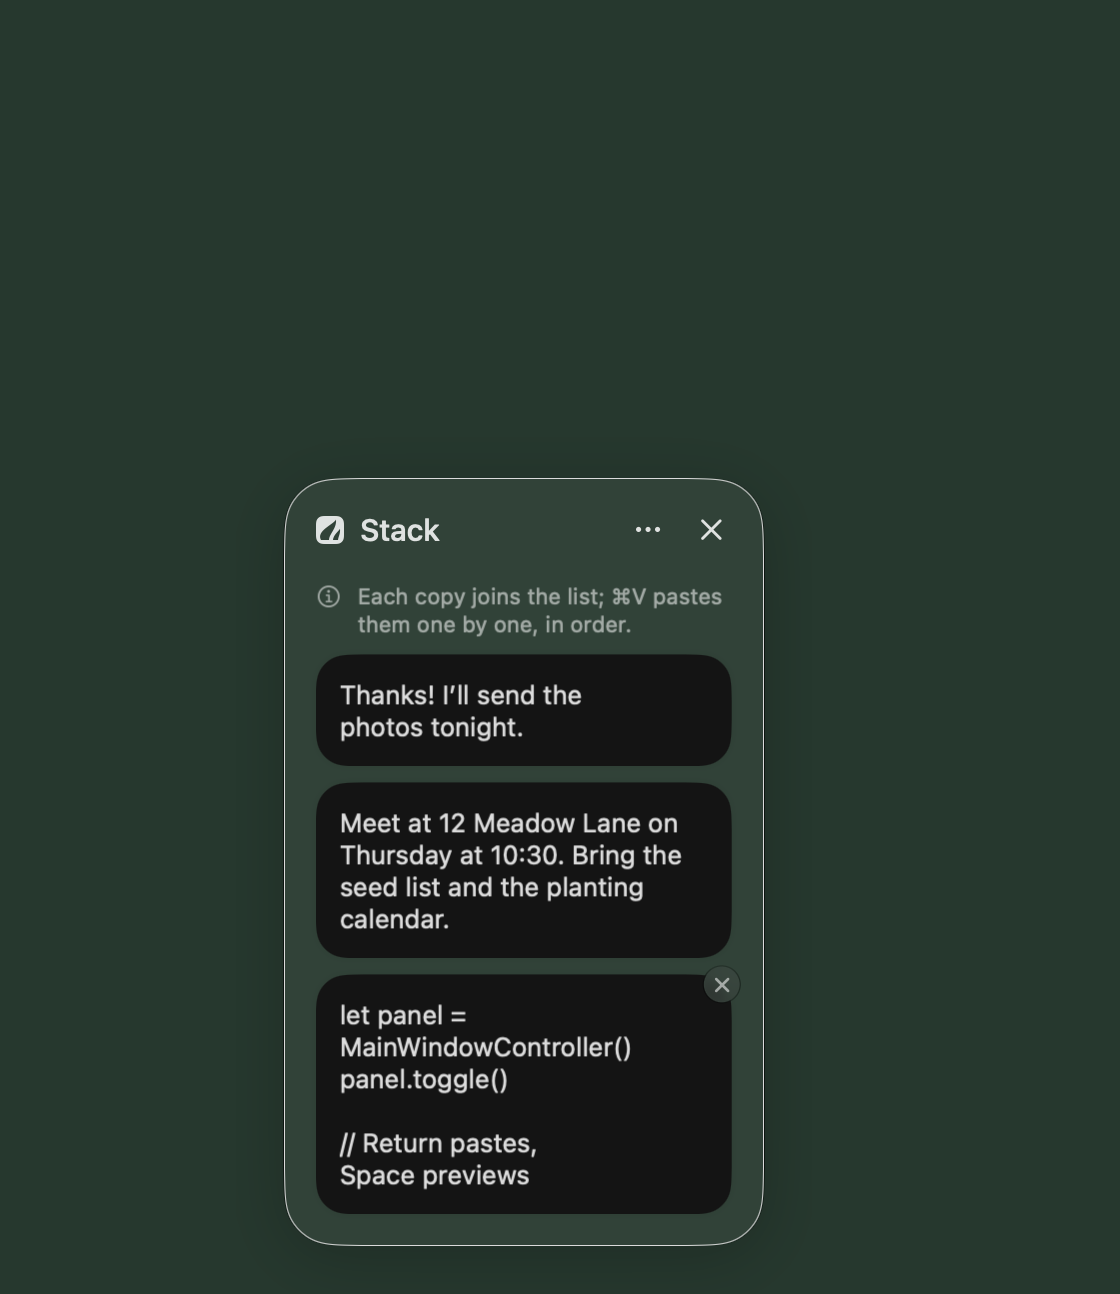 Stack
Each copy joins the list; ⌘V pastes
them one by one, in order.
Thanks! I’ll send the
photos tonight.
Meet at 12 Meadow Lane on
Thursday at 10:30. Bring the
seed list and the planting
calendar.
let panel =
MainWindowController()
panel.toggle()
// Return pastes,
Space previews